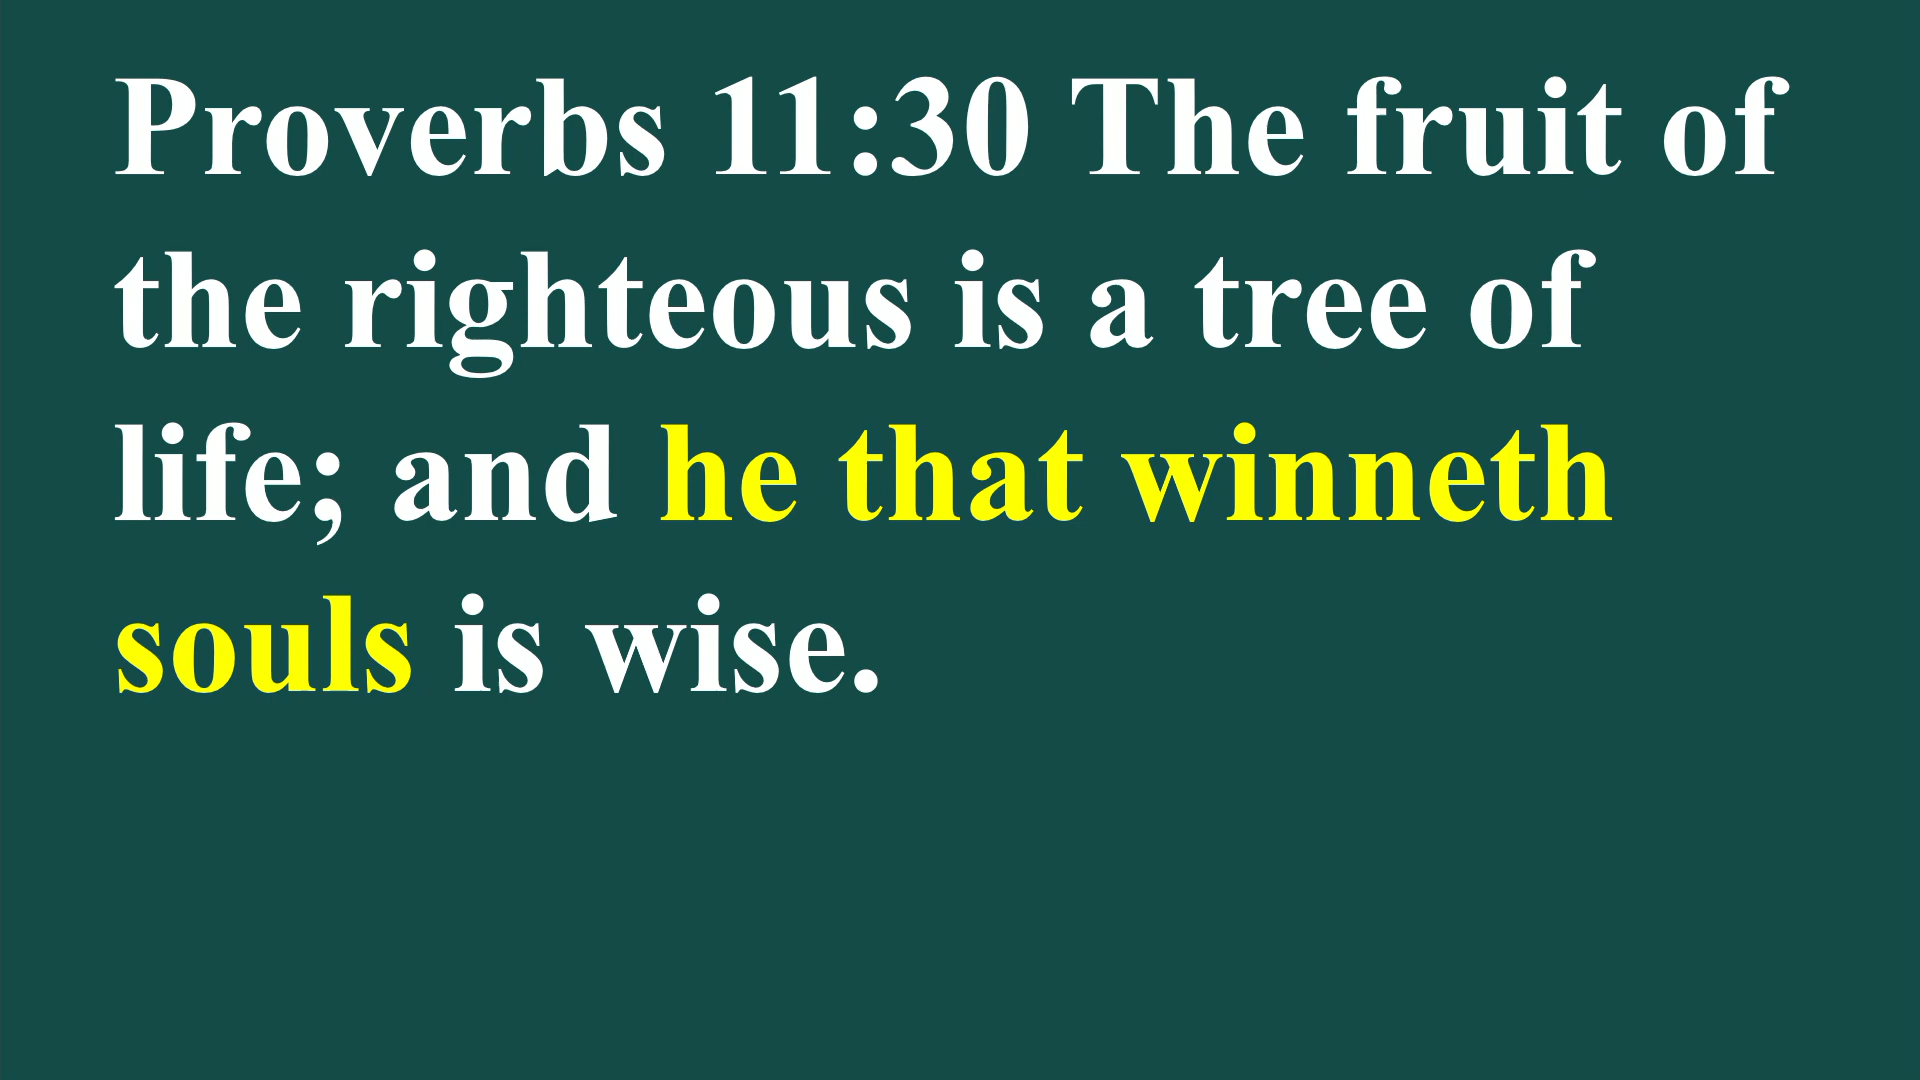 Proverbs 11:30 The fruit of
the righteous is a tree of
life; and he that winneth
souls is wise.